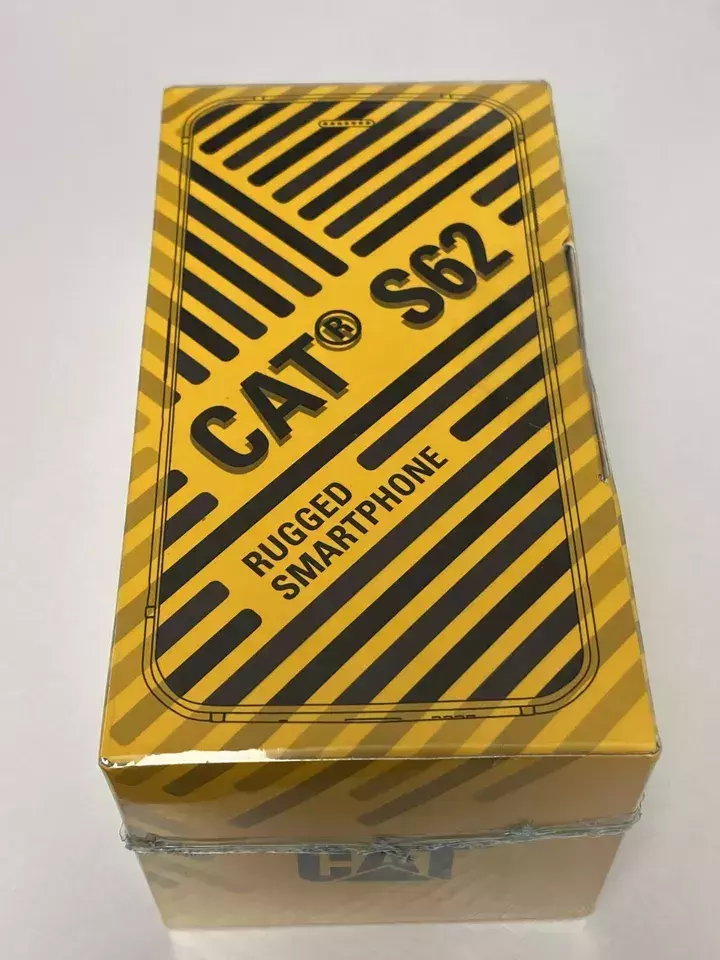 CAT® S62
RUGGED
SMARTPHONE
CAT